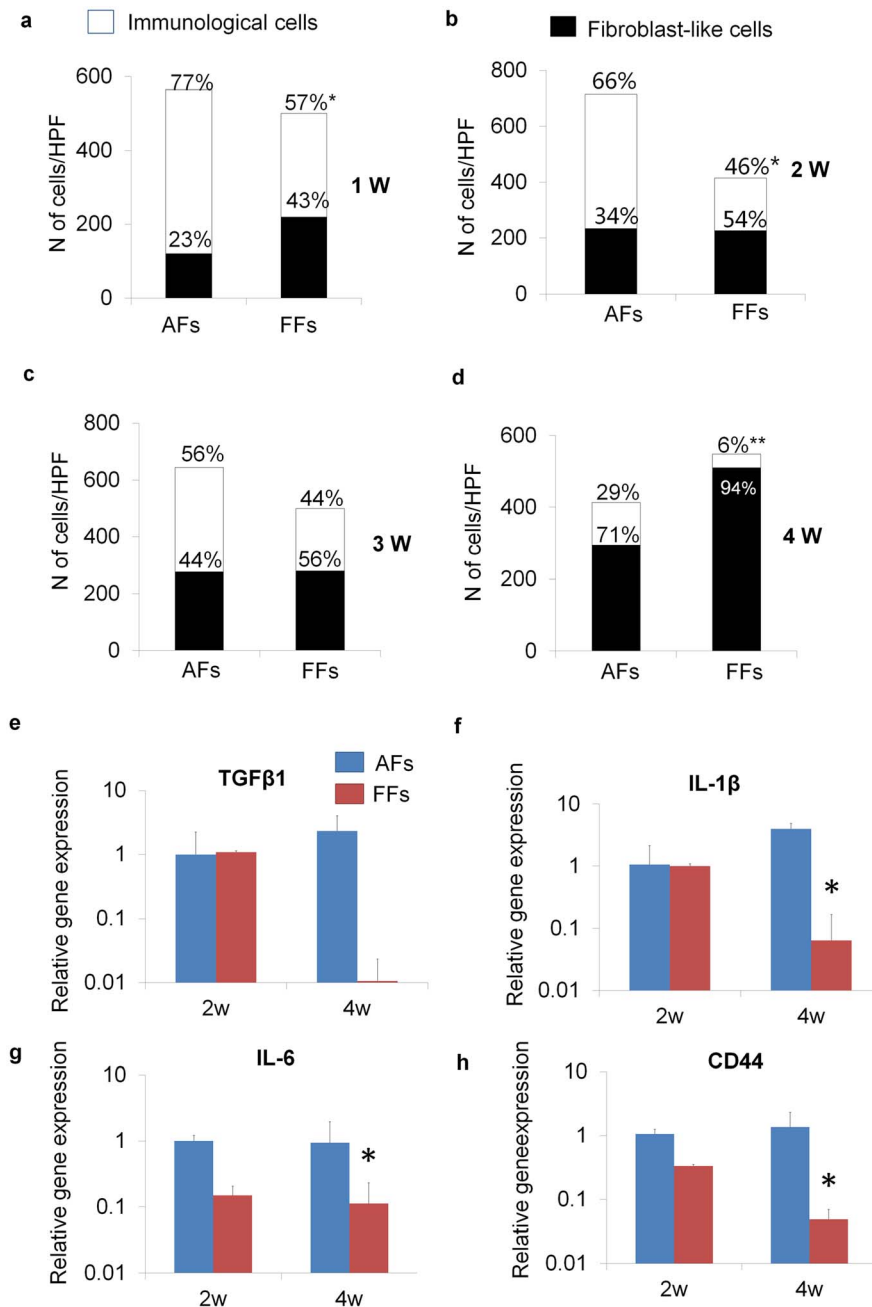 a
Immunological cells
b
Fibroblast-like cells
N of cells/HPF
600
400
200
0
77%
23%
57%*
43%
1 W
AFs
FFs
N of cells/HPF
800
600
400
200
0
66%
34%
46%*
54%
2 W
AFs
FFs
c
N of cells/HPF
800
600
400
200
0
56%
44%
44%
56%
3 W
AFs
FFs
d
N of cells/HPF
600
400
200
0
29%
71%
6%**
94%
4 W
AFs
FFs
e
TGFβ1
AFs
FFs
Relative gene expression
10
1
0.1
0.01
2w
4w
f
IL-1β
Relative gene expression
10
1
0.1
0.01
*
2w
4w
g
IL-6
Relative gene expression
10
1
0.1
0.01
*
2w
4w
h
CD44
Relative geneexpression
10
1
0.1
0.01
*
2w
4w